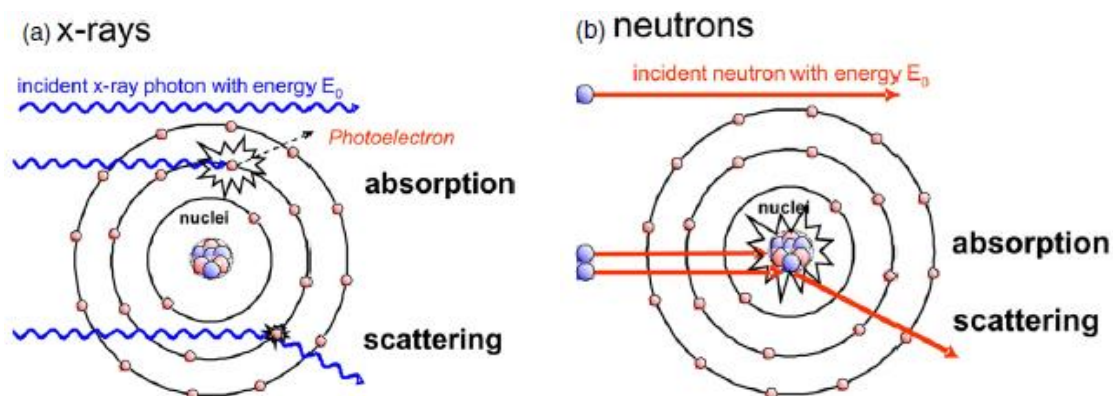 (a) x-rays
incident x-ray photon with energy E₀
Photoelectron
absorption
nuclei
scattering
(b) neutrons
incident neutron with energy E₀
nuclei
absorption
scattering